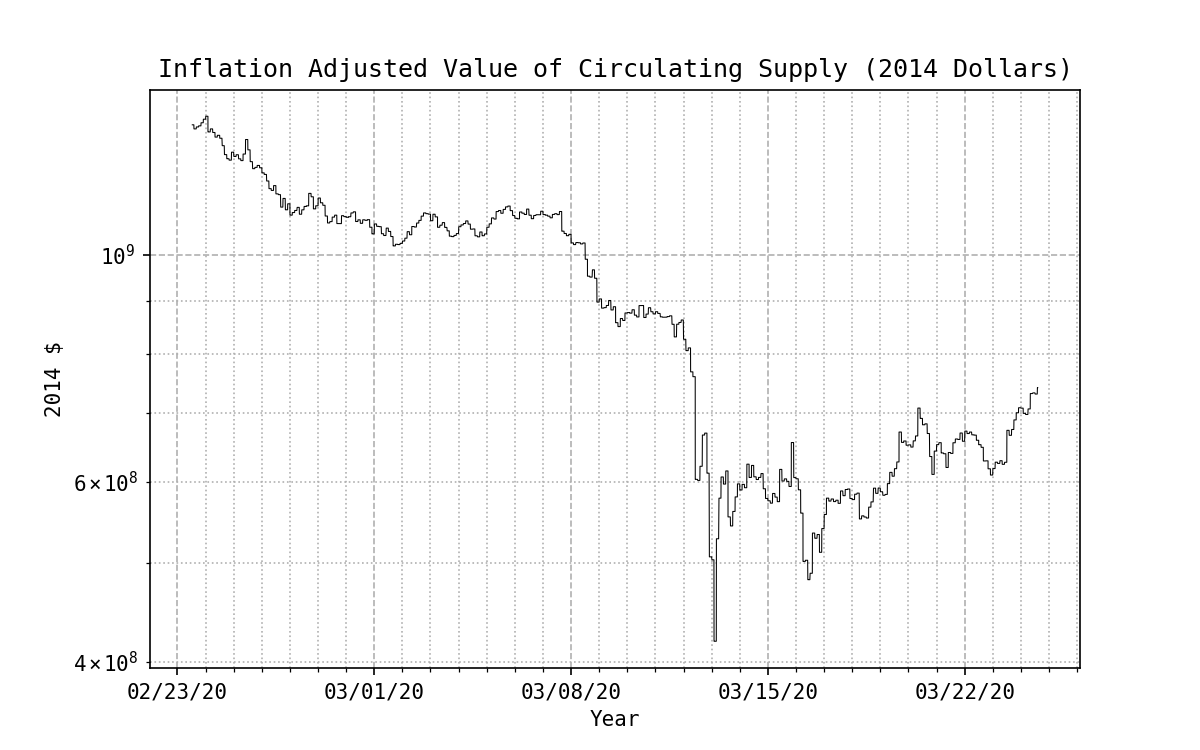 Inflation Adjusted Value of Circulating Supply (2014 Dollars)
2014 $
10⁹
6×10⁸
4×10⁸
02/23/20 03/01/20 03/08/20 03/15/20 03/22/20
Year